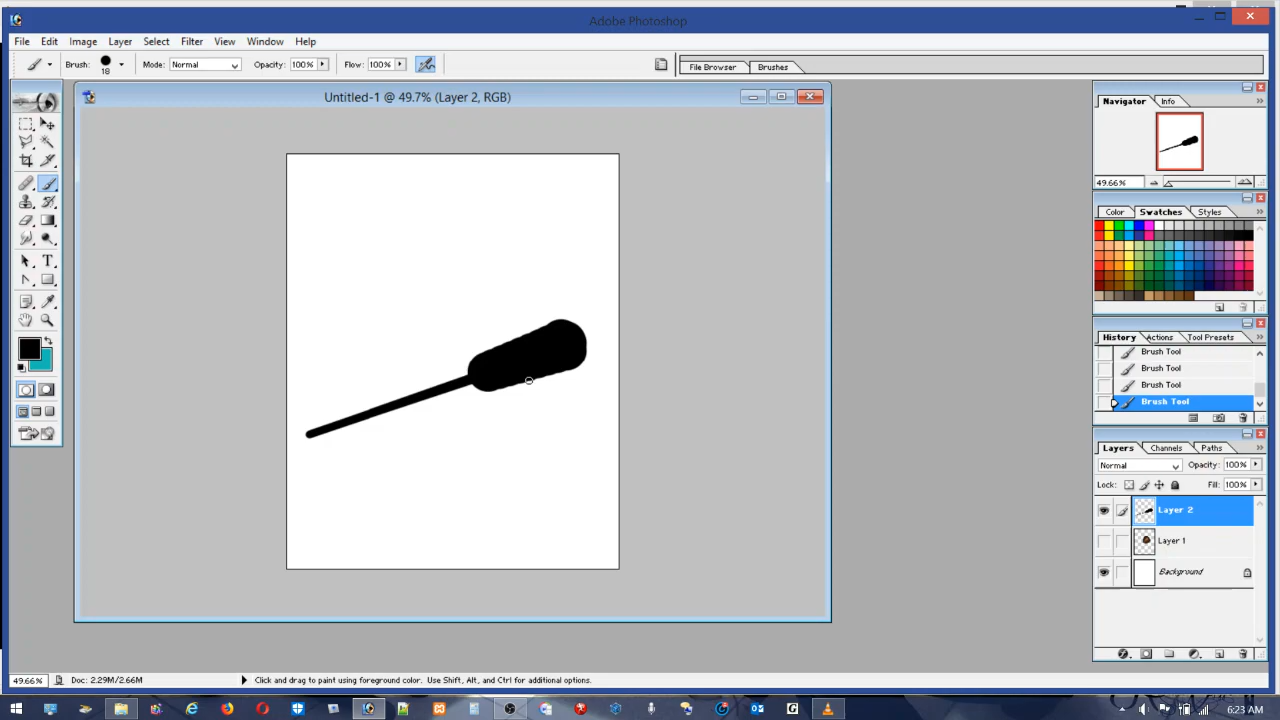 Adobe Photoshop
File Edit Image Layer Select Filter View Window Help
Brush: 18 Mode: Normal Opacity: 100% Flow: 100% File Browser Brushes
Untitled-1 @ 49.7% (Layer 2, RGB)
Navigator Info
49.66%
Color Swatches Styles
History Actions Tool Presets
Brush Tool
Brush Tool
Brush Tool
Brush Tool
Layers Channels Paths
Normal Opacity: 100%
Lock: Fill: 100%
Layer 2
Layer 1
Background
49.66% Doc: 2.29M/2.66M Click and drag to paint using foreground color. Use Shift, Alt, and Ctrl for additional options.
6:23 AM